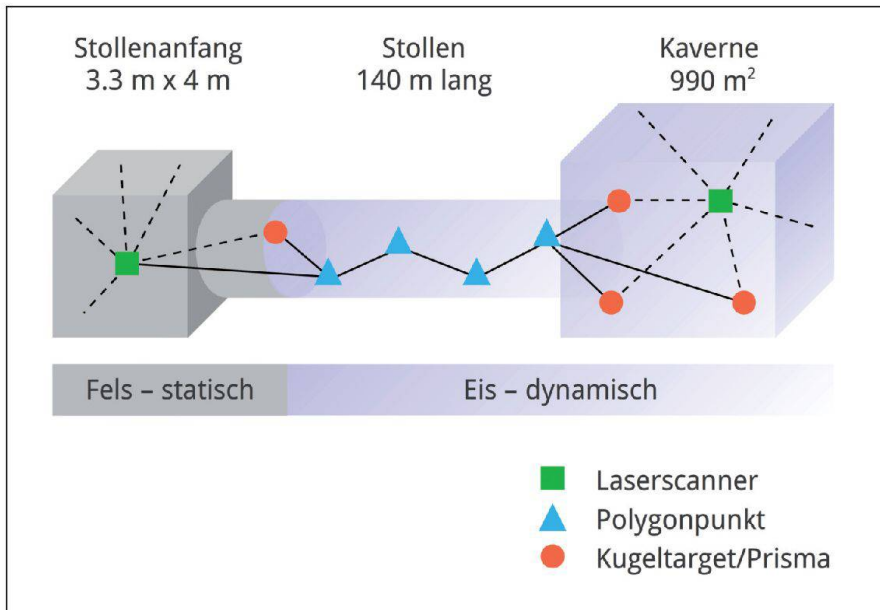 Stollenanfang
3.3 m x 4 m
Stollen
140 m lang
Kaverne
990 m²
Fels – statisch
Eis – dynamisch
Laserscanner
Polygonpunkt
Kugeltarget/Prisma